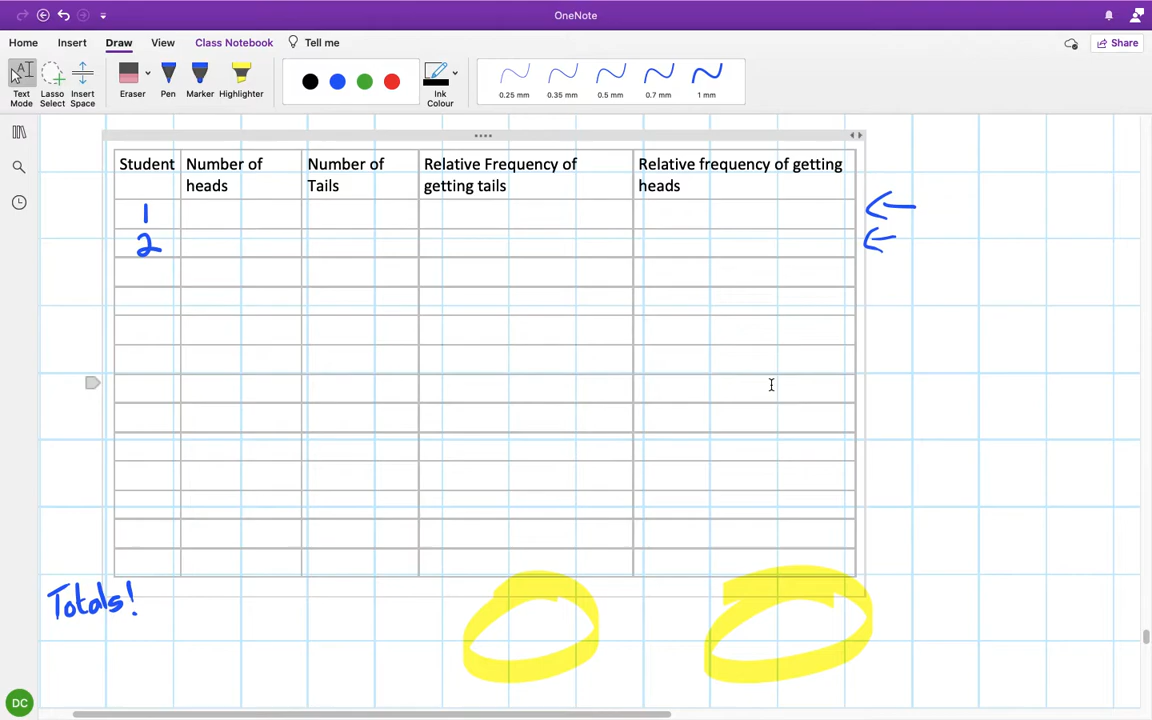 OneNote
Home Insert Draw View Class Notebook Tell me
Share
Text Mode
Lasso Select
Insert Space
Eraser
Pen
Marker
Highlighter
Ink Colour
0.25 mm
0.35 mm
0.5 mm
0.7 mm
1 mm
Student
Number of heads
Number of Tails
Relative Frequency of getting tails
Relative frequency of getting heads
1
2
Totals!
DC